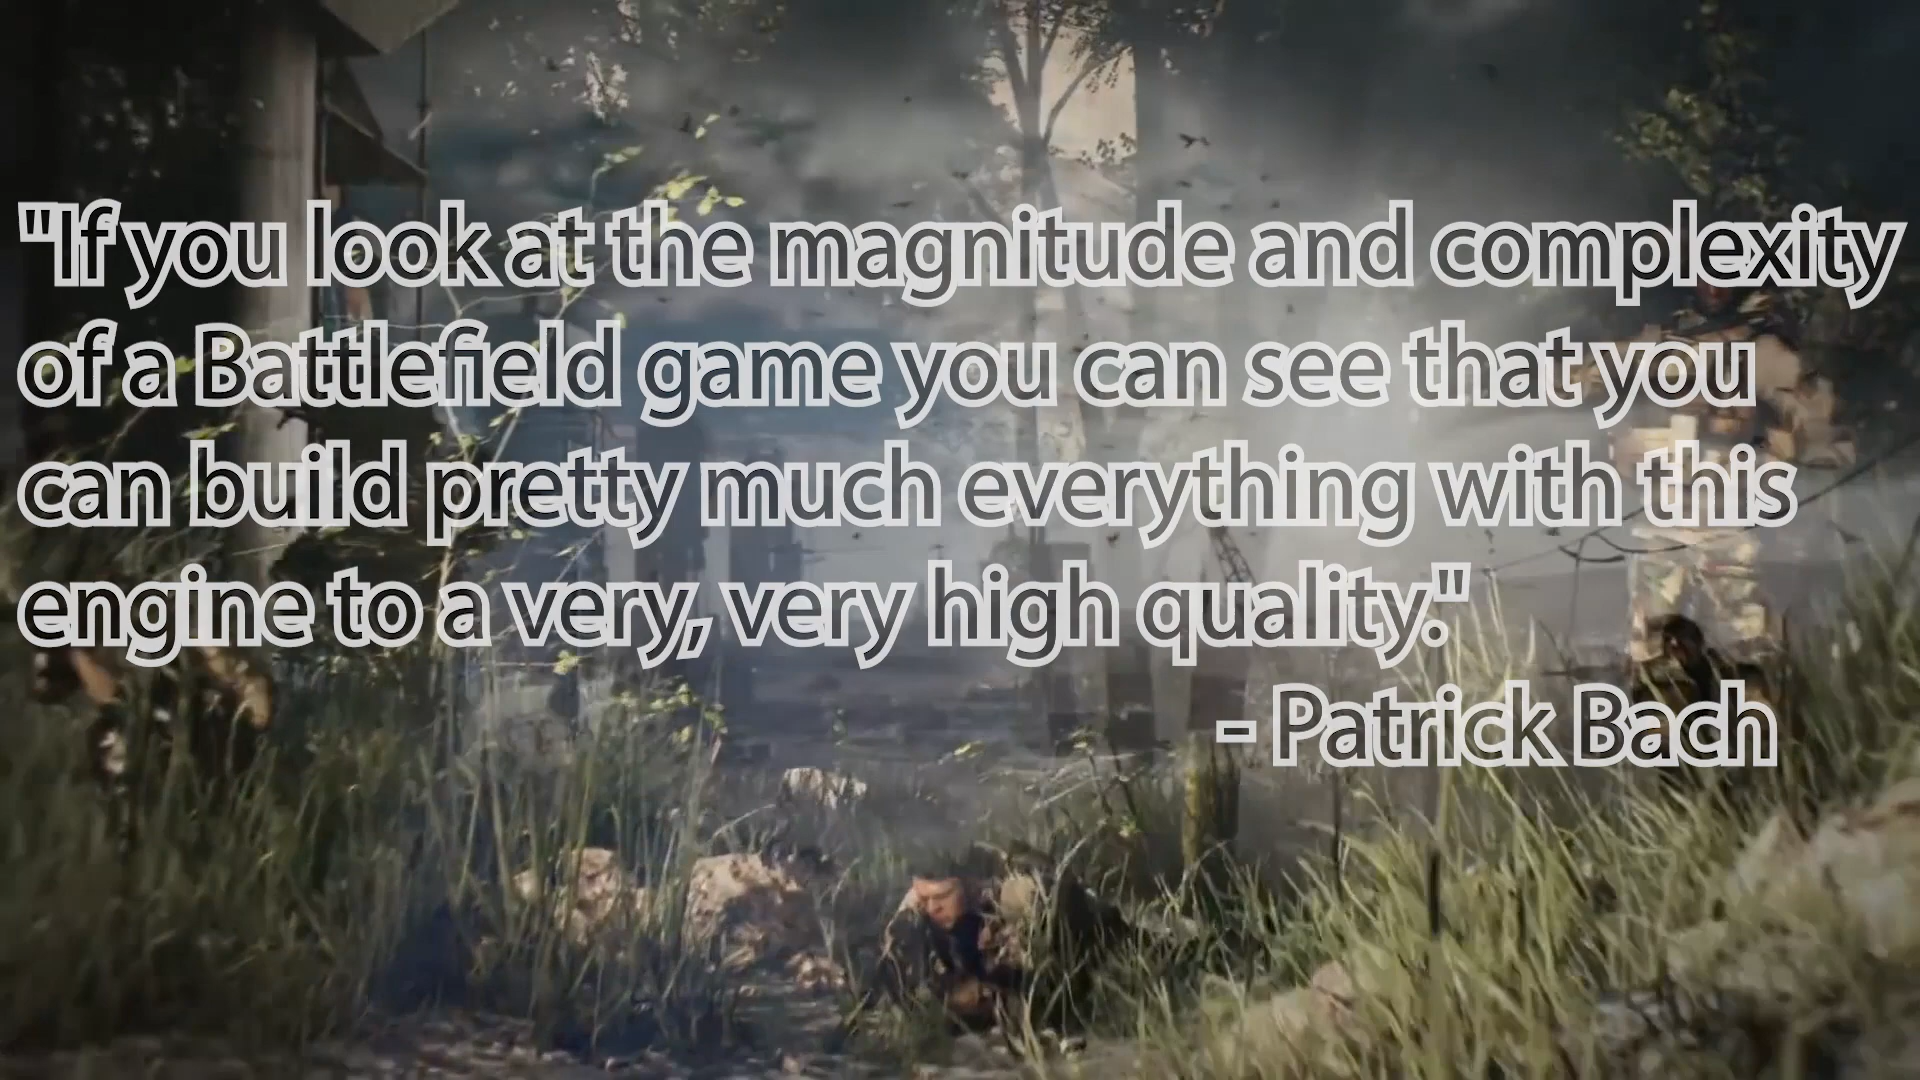 "If you look at the magnitude and complexity
of a Battlefield game you can see that you
can build pretty much everything with this
engine to a very, very high quality."
- Patrick Bach